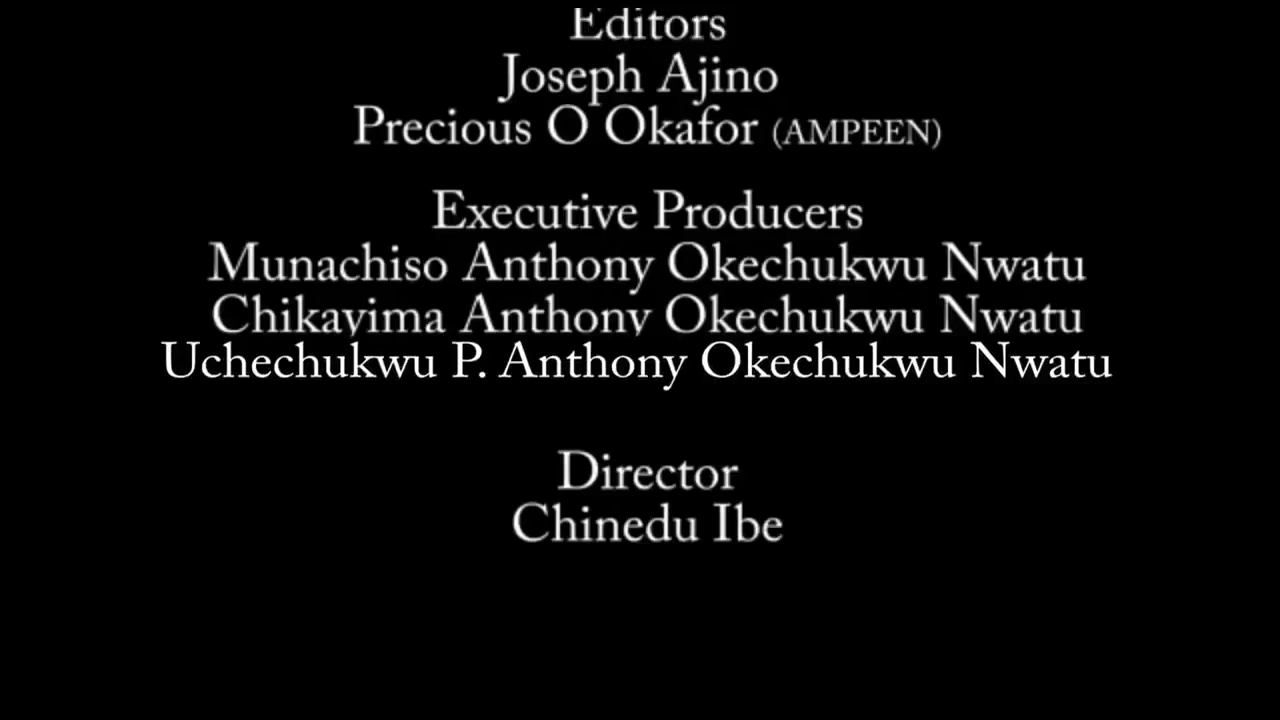 Editors
Joseph Ajino
Precious O Okafor (AMPEEN)
Executive Producers
Munachiso Anthony Okechukwu Nwatu
Chikayima Anthony Okechukwu Nwatu
Uchechukwu P. Anthony Okechukwu Nwatu
Director
Chinedu Ibe